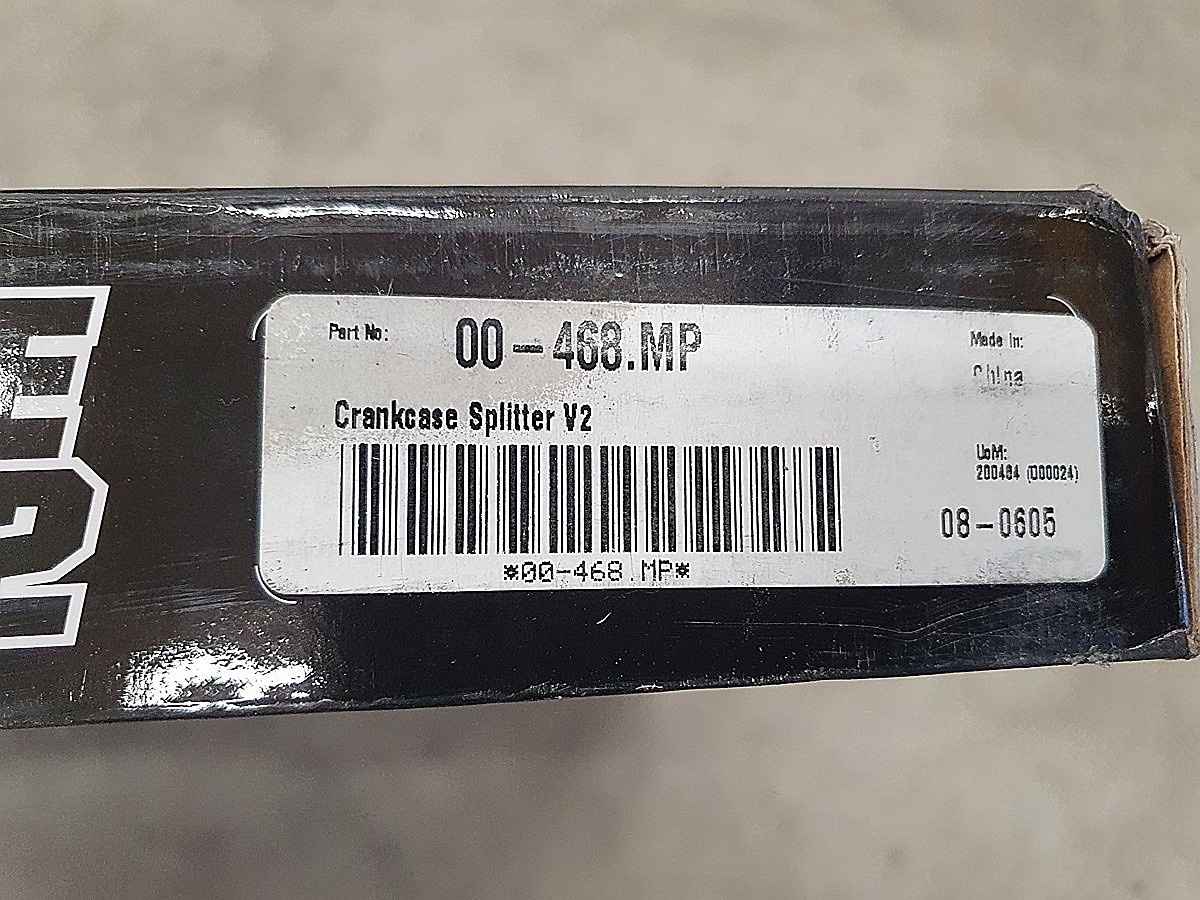 Part No: 00-468.MP
Made In:
China
Crankcase Splitter V2
UoM:
200484 (000024)
08-0605
*00-468.MP*